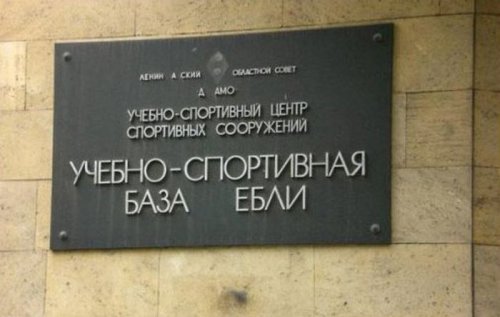 ЛЕНИН А СКИЙ ОБЛАСТНОЙ СОВЕТ
Д АМО
УЧЕБНО-СПОРТИВНЫЙ ЦЕНТР
СПОРТИВНЫХ СООРУЖЕНИЙ
УЧЕБНО-СПОРТИВНАЯ
БАЗА ЕБЛИ